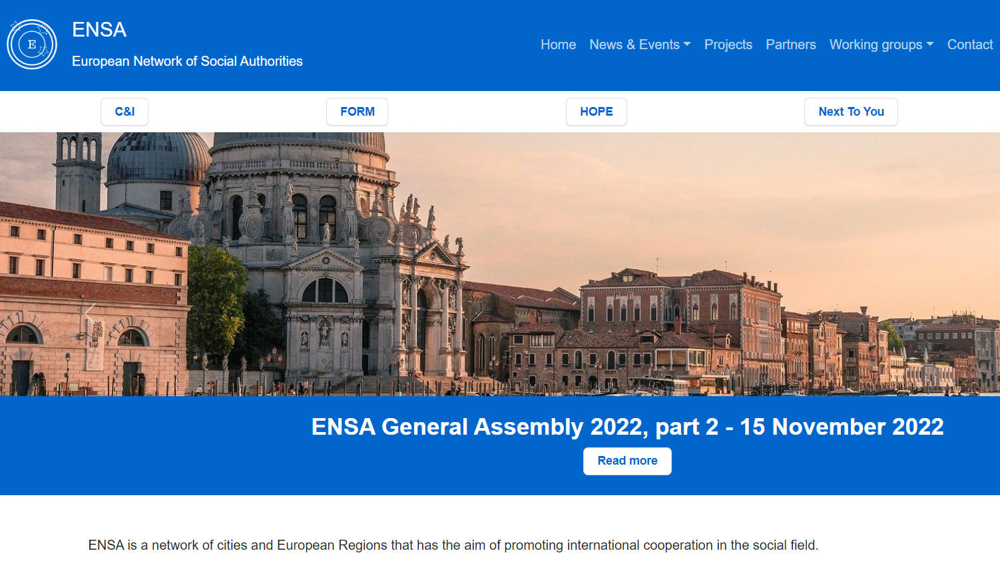 ENSA
European Network of Social Authorities
E
Home News & Events Projects Partners Working groups Contact
C&I FORM HOPE Next To You
ENSA General Assembly 2022, part 2 - 15 November 2022
Read more
ENSA is a network of cities and European Regions that has the aim of promoting international cooperation in the social field.